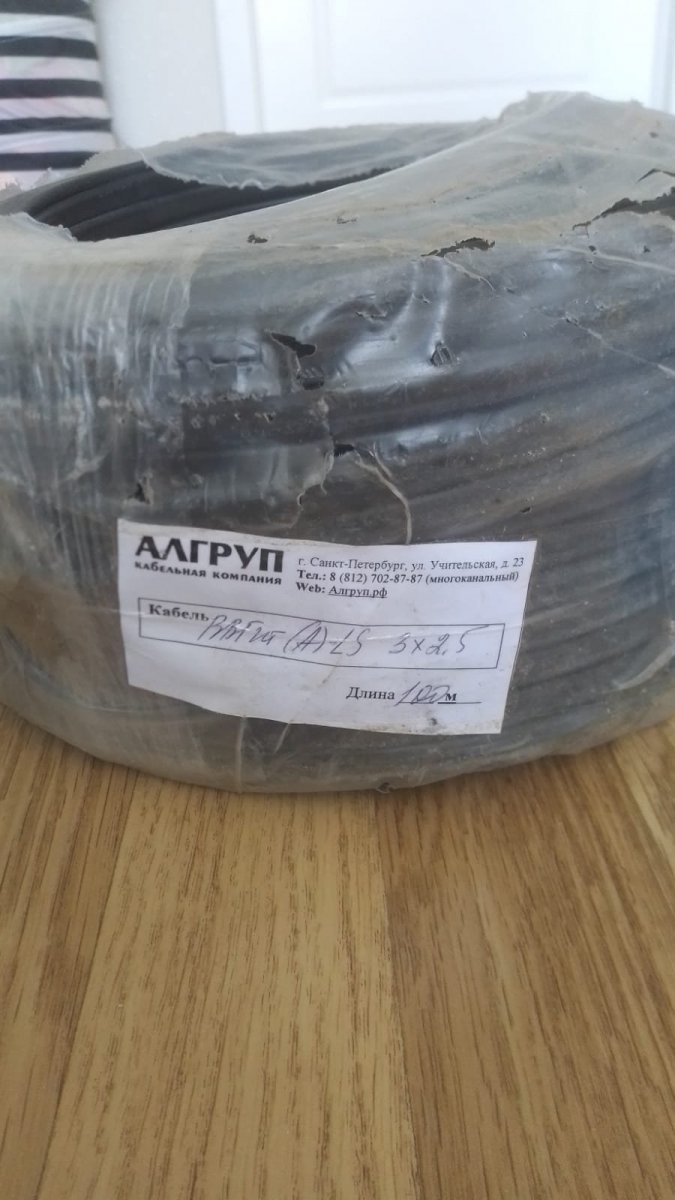 АЛГРУП
КАБЕЛЬНАЯ КОМПАНИЯ
г. Санкт-Петербург, ул. Учительская, д. 23
Тел.: 8 (812) 702-87-87 (многоканальный)
Web: Алгруп.рф
Кабель ВВГнг (А)-LS 3х2,5
Длина 100м